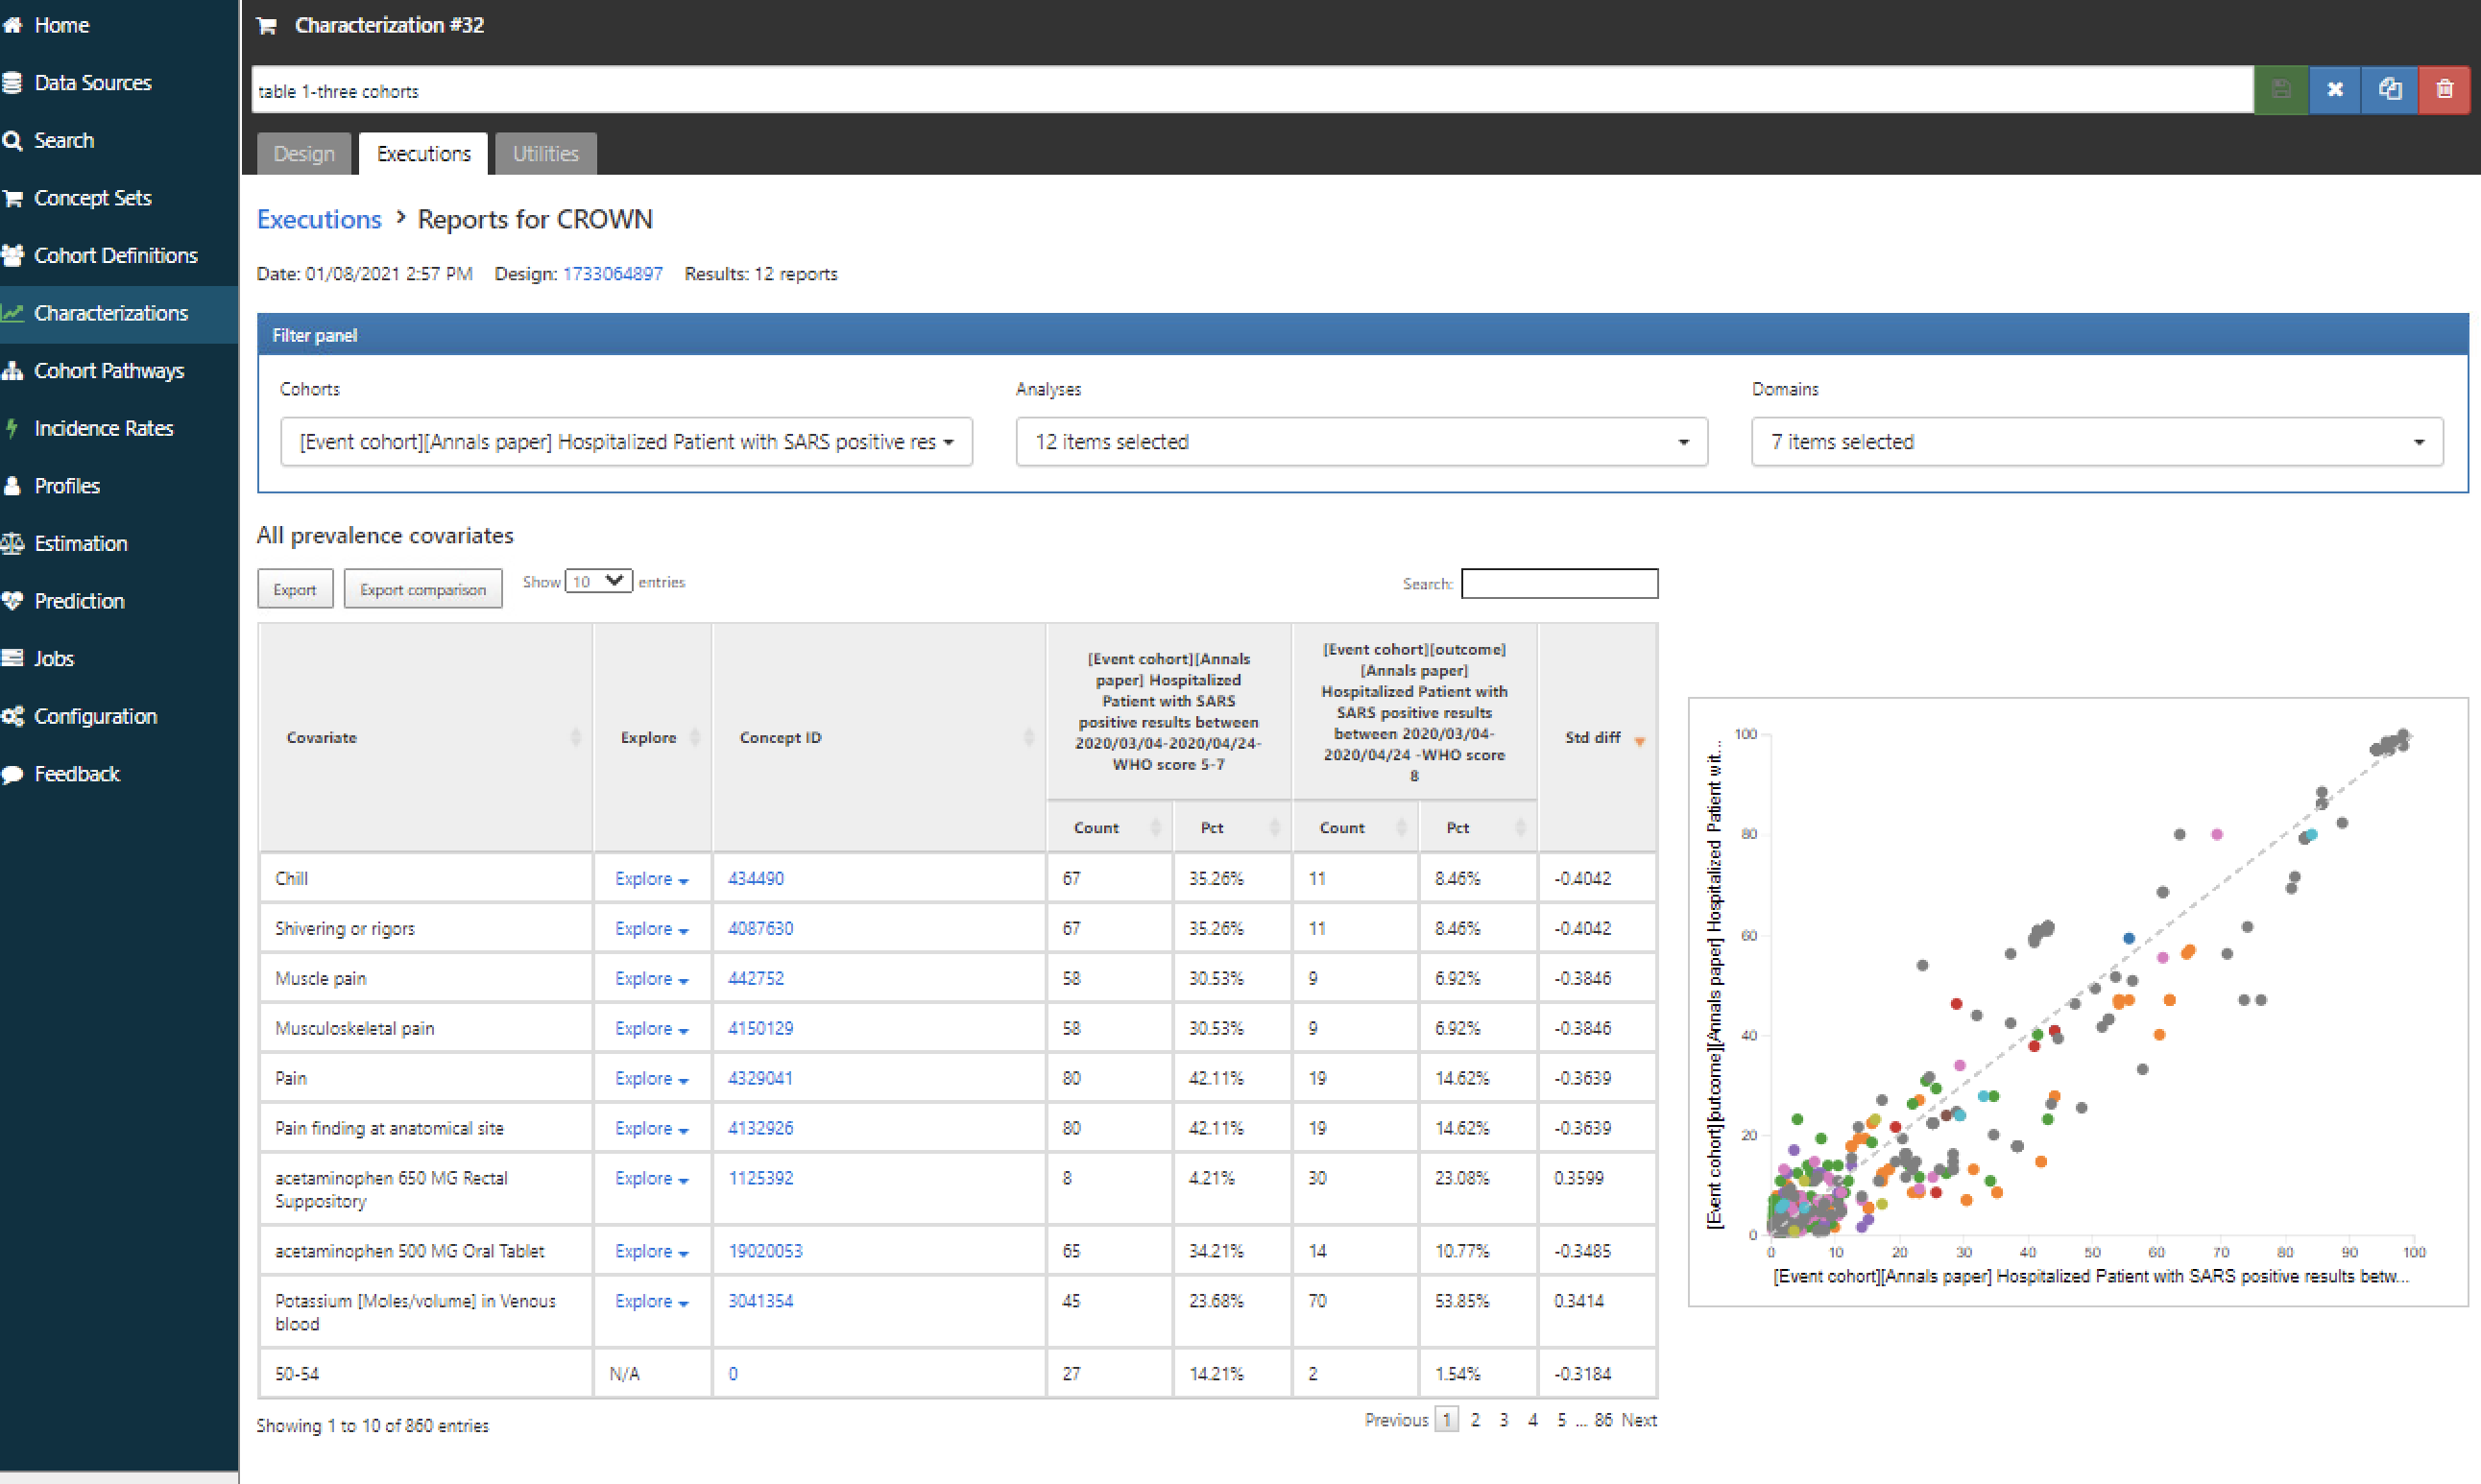 Home
Data Sources
Search
Concept Sets
Cohort Definitions
Characterizations
Cohort Pathways
Incidence Rates
Profiles
Estimation
Prediction
Jobs
Configuration
Feedback
Characterization #32
table 1-three cohorts
Design Executions Utilities
Executions > Reports for CROWN
Date: 01/08/2021 2:57 PM Design: 1733064897 Results: 12 reports
Filter panel
Cohorts Analyses Domains
[Event cohort][Annals paper] Hospitalized Patient with SARS positive res 12 items selected 7 items selected
All prevalence covariates
Export Export comparison Show 10 entries Search:
Covariate Explore Concept ID
[Event cohort][Annals
paper] Hospitalized
Patient with SARS
positive results between
2020/03/04-2020/04/24-
WHO score 5-7
[Event cohort][outcome]
[Annals paper]
Hospitalized Patient with
SARS positive results
between 2020/03/04-
2020/04/24 -WHO score
8
Std diff
Count Pct Count Pct
Chill Explore 434490 67 35.26% 11 8.46% -0.4042
Shivering or rigors Explore 4087630 67 35.26% 11 8.46% -0.4042
Muscle pain Explore 442752 58 30.53% 9 6.92% -0.3846
Musculoskeletal pain Explore 4150129 58 30.53% 9 6.92% -0.3846
Pain Explore 4329041 80 42.11% 19 14.62% -0.3639
Pain finding at anatomical site Explore 4132926 80 42.11% 19 14.62% -0.3639
acetaminophen 650 MG Rectal Explore 1125392 8 4.21% 30 23.08% 0.3599
Suppository
acetaminophen 500 MG Oral Tablet Explore 19020053 65 34.21% 14 10.77% -0.3485
Potassium [Moles/volume] in Venous Explore 3041354 45 23.68% 70 53.85% 0.3414
blood
50-54 N/A 0 27 14.21% 2 1.54% -0.3184
Showing 1 to 10 of 860 entries
Previous 1 2 3 4 5 ... 86 Next
[Event cohort][outcome][Annals paper] Hospitalized Patient wit...
100
80
60
40
20
0
0 10 20 30 40 50 60 70 80 90 100
[Event cohort][Annals paper] Hospitalized Patient with SARS positive results betw...